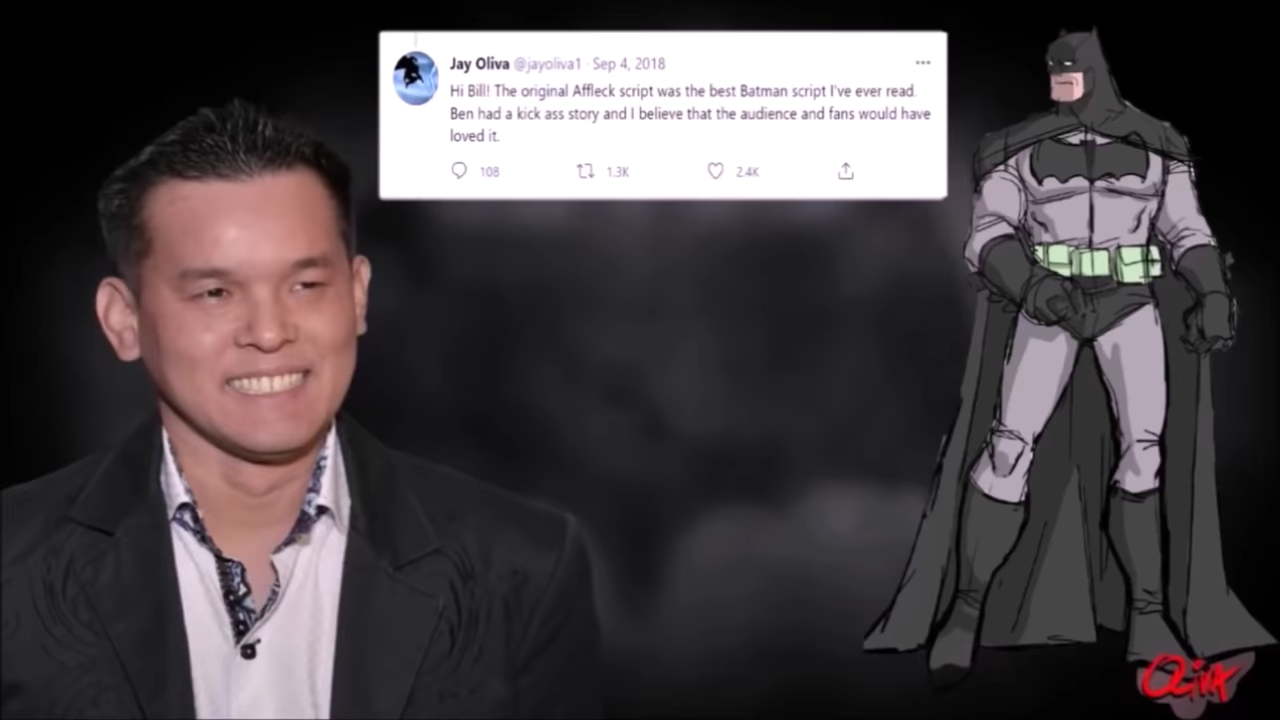 Jay Oliva @jayoliva1 · Sep 4, 2018
Hi Bill! The original Affleck script was the best Batman script I've ever read.
Ben had a kick ass story and I believe that the audience and fans would have
loved it.
108 1.3K 2.4K
OLIVA